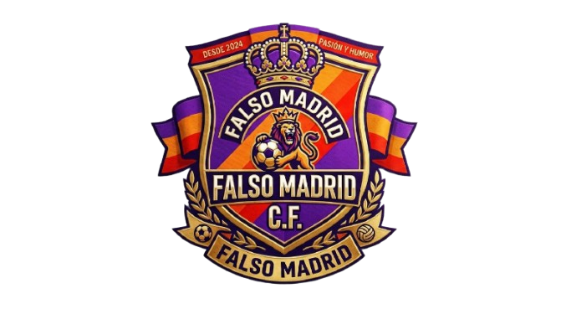 DESDE 2024
PASIÓN Y HUMOR
FALSO MADRID
FALSO MADRID
C.F.
FALSO MADRID